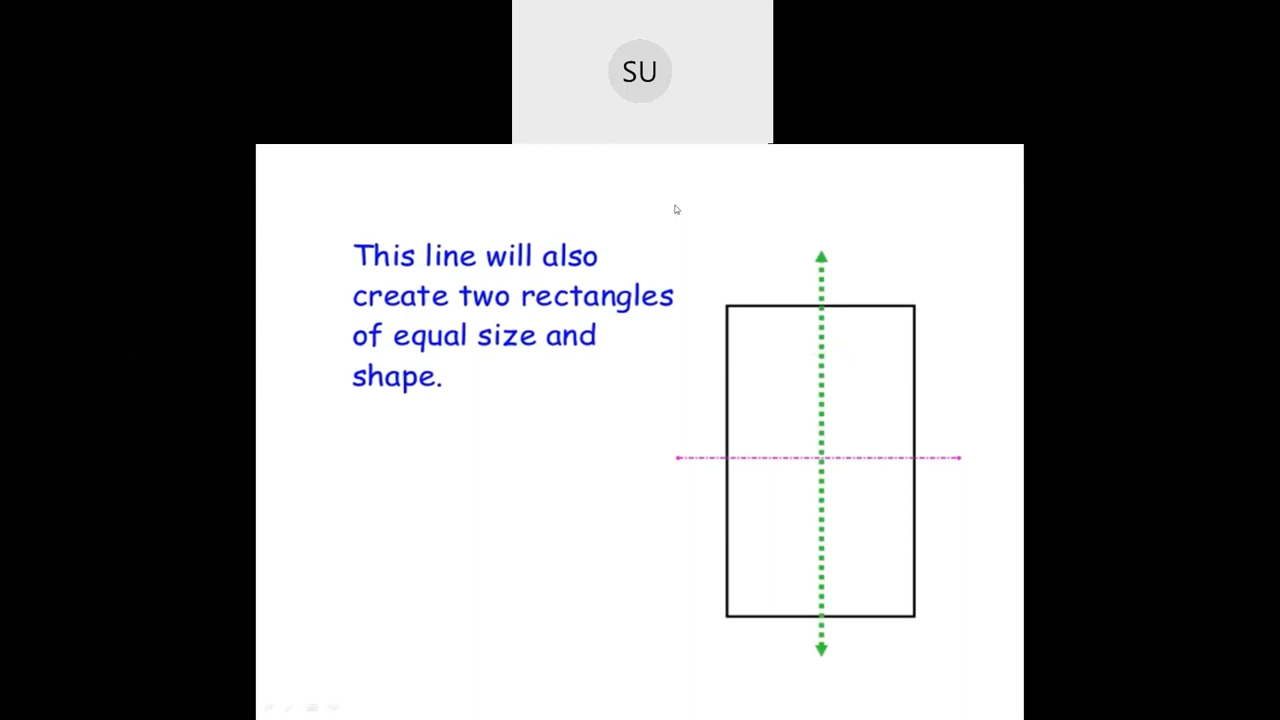 SU
This line will also
create two rectangles
of equal size and
shape.